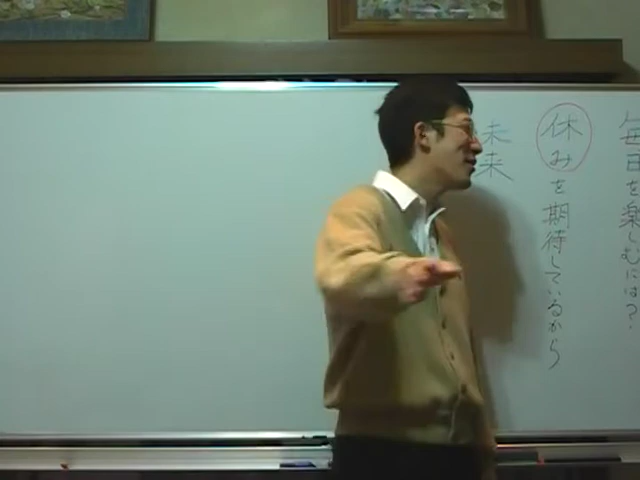 毎日を楽しむには?
休みを期待しているから
未来